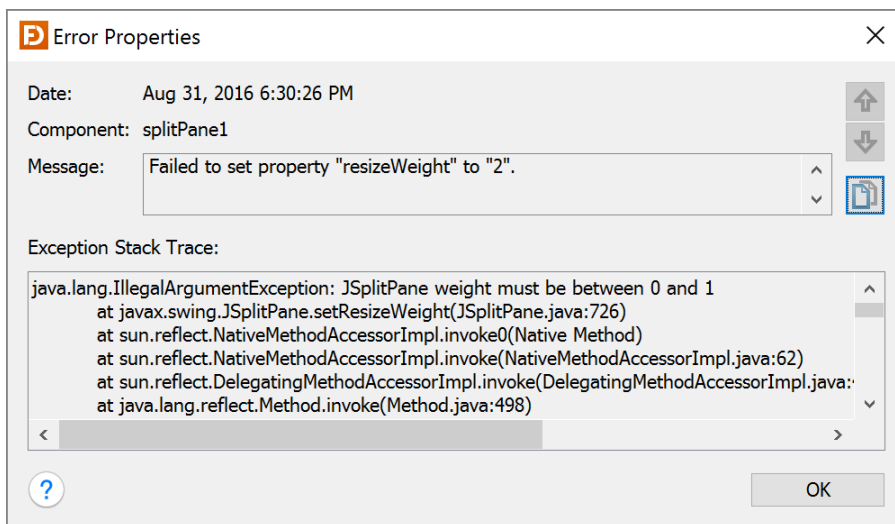 Error Properties
Date: Aug 31, 2016 6:30:26 PM
Component: splitPane1
Message: Failed to set property "resizeWeight" to "2".
Exception Stack Trace:
java.lang.IllegalArgumentException: JSplitPane weight must be between 0 and 1
at javax.swing.JSplitPane.setResizeWeight(JSplitPane.java:726)
at sun.reflect.NativeMethodAccessorImpl.invoke0(Native Method)
at sun.reflect.NativeMethodAccessorImpl.invoke(NativeMethodAccessorImpl.java:62)
at sun.reflect.DelegatingMethodAccessorImpl.invoke(DelegatingMethodAccessorImpl.java:
at java.lang.reflect.Method.invoke(Method.java:498)
? OK